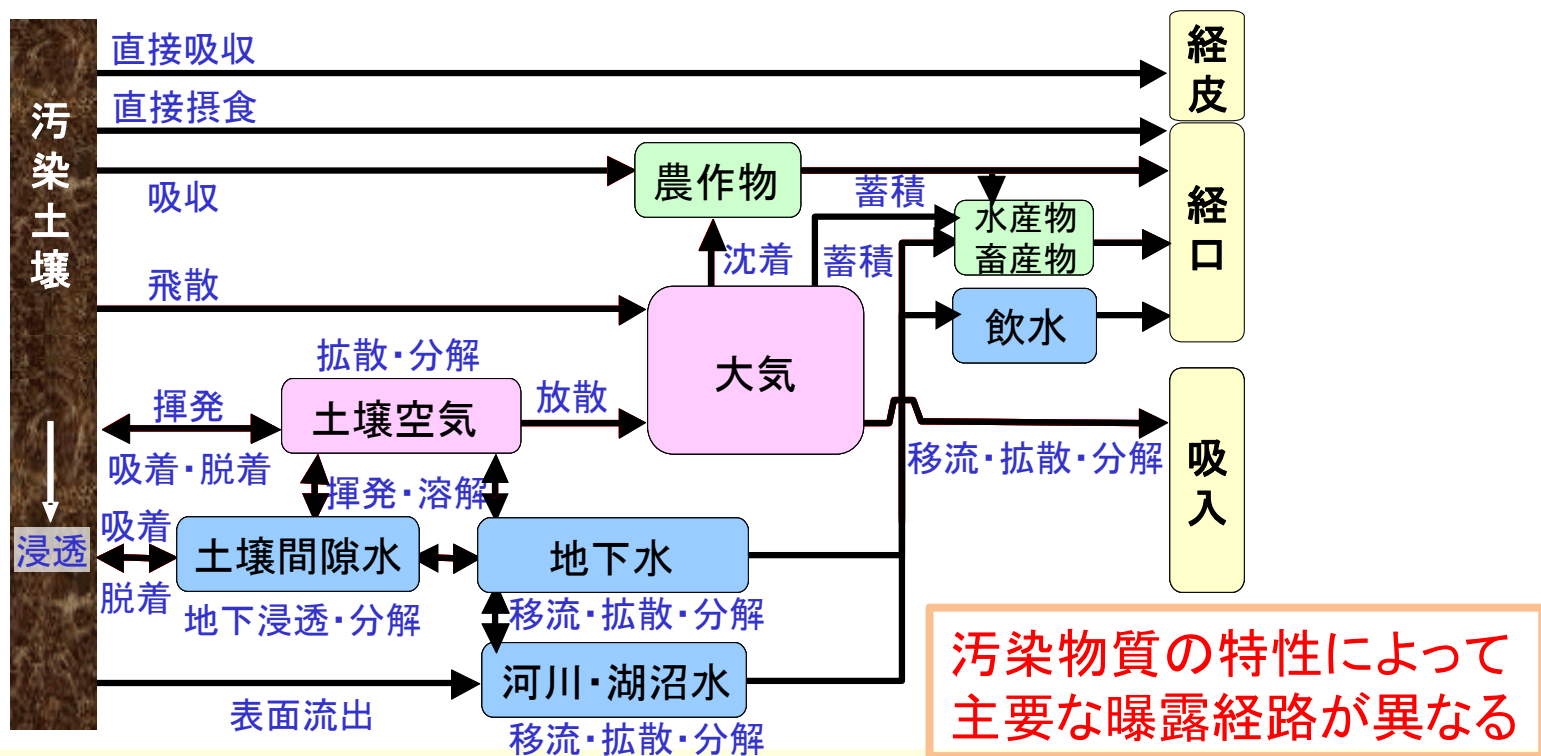 汚染土壌
直接吸収
経皮
直接摂食
経口
吸収
農作物
蓄積
水産物
畜産物
沈着
蓄積
飛散
飲水
大気
拡散・分解
土壌空気
放散
揮発
吸着・脱着
移流・拡散・分解
吸入
揮発・溶解
浸透
吸着
脱着
土壌間隙水
地下水
地下浸透・分解
移流・拡散・分解
河川・湖沼水
表面流出
移流・拡散・分解
汚染物質の特性によって
主要な曝露経路が異なる